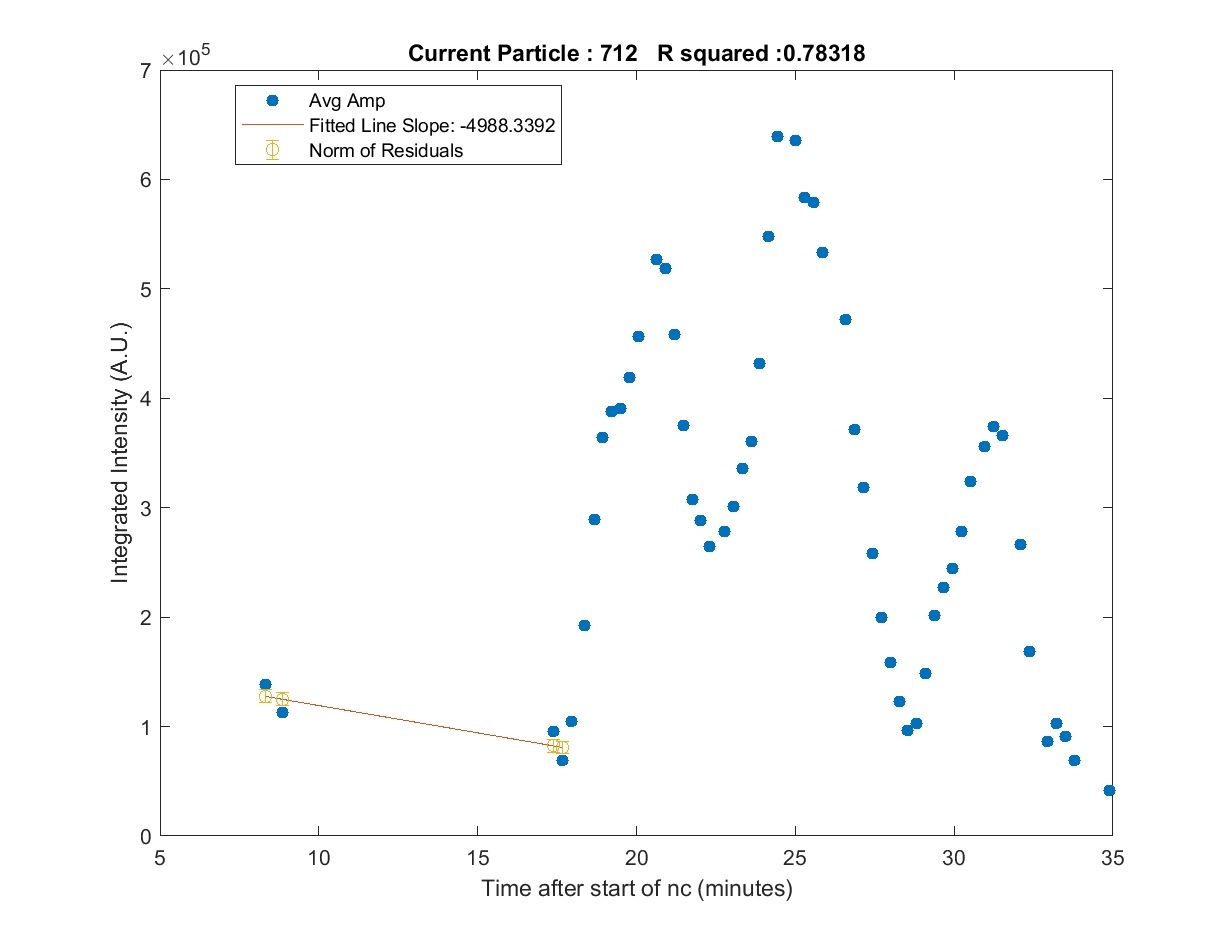 Current Particle : 712   R squared :0.78318
×10^5
7
6
5
4
3
2
1
0
Integrated Intensity (A.U.)
Avg Amp
Fitted Line Slope: -4988.3392
Norm of Residuals
5 10 15 20 25 30 35
Time after start of nc (minutes)